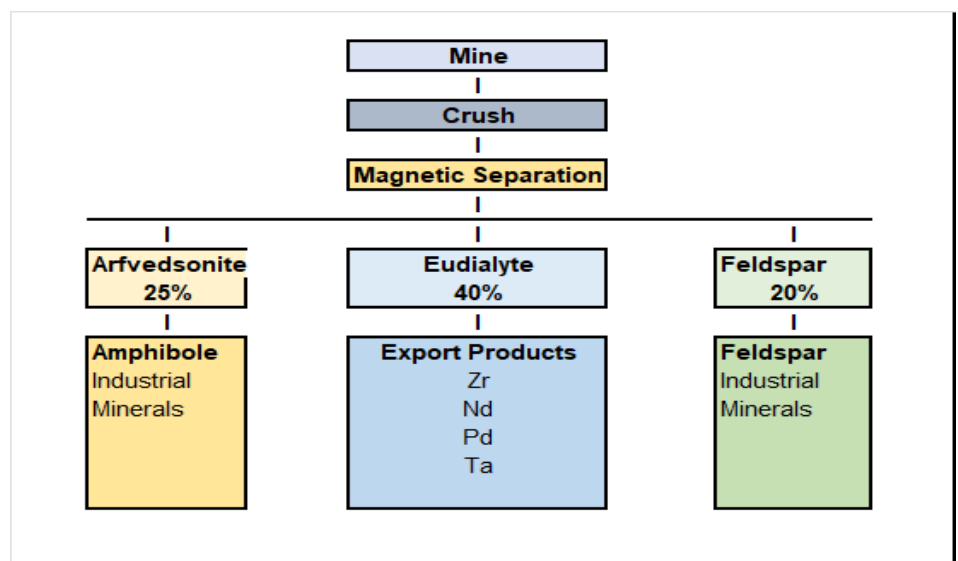 Mine
Crush
Magnetic Separation
Arfvedsonite
25%
Eudialyte
40%
Feldspar
20%
Amphibole
Industrial
Minerals
Export Products
Zr
Nd
Pd
Ta
Feldspar
Industrial
Minerals